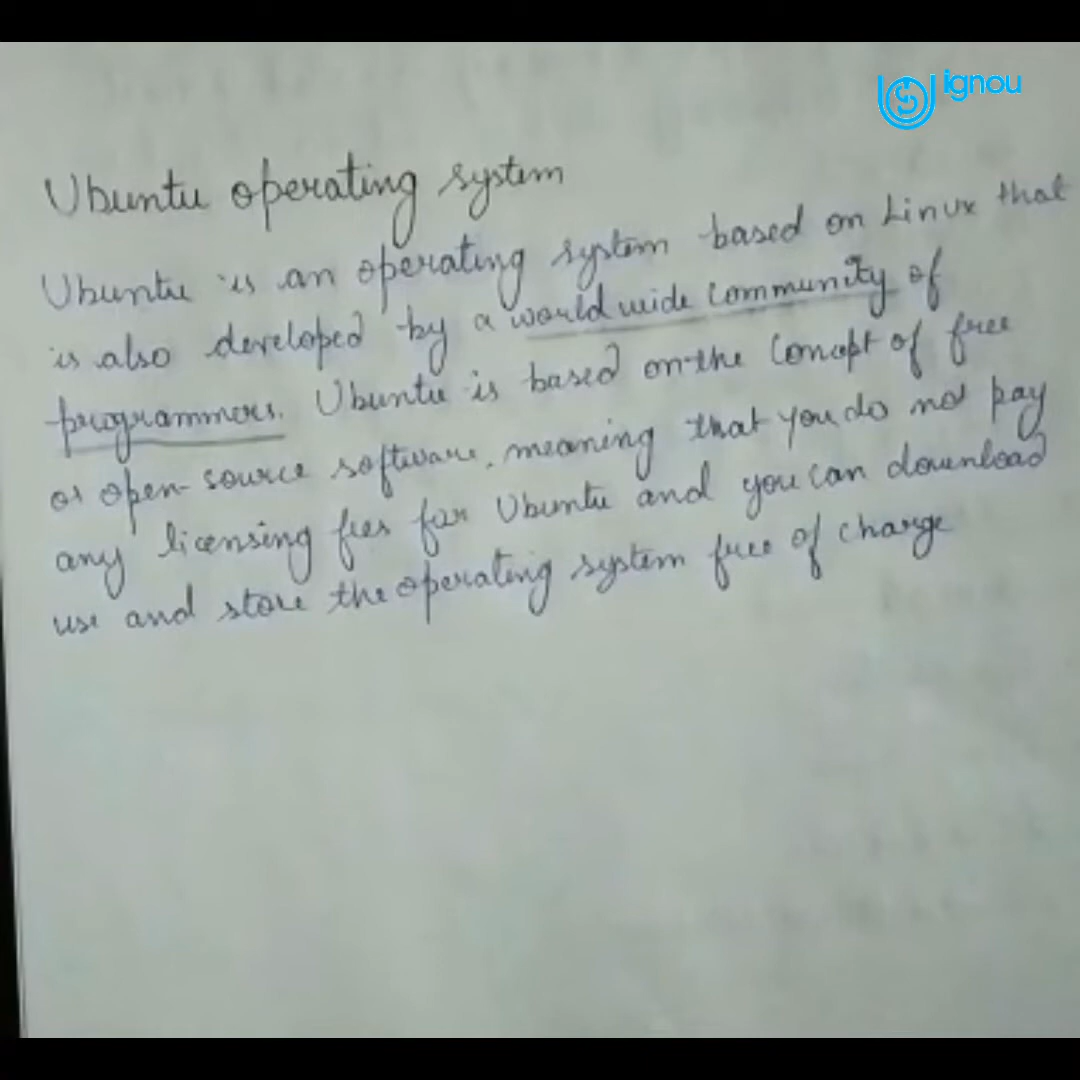 ignou
Ubuntu operating system
Ubuntu is an operating system based on Linux that
is also developed by a worldwide community of
programmers. Ubuntu is based on the concept of free
or open-source software, meaning that you do not pay
any licensing fees for Ubuntu and you can download
use and store the operating system free of charge